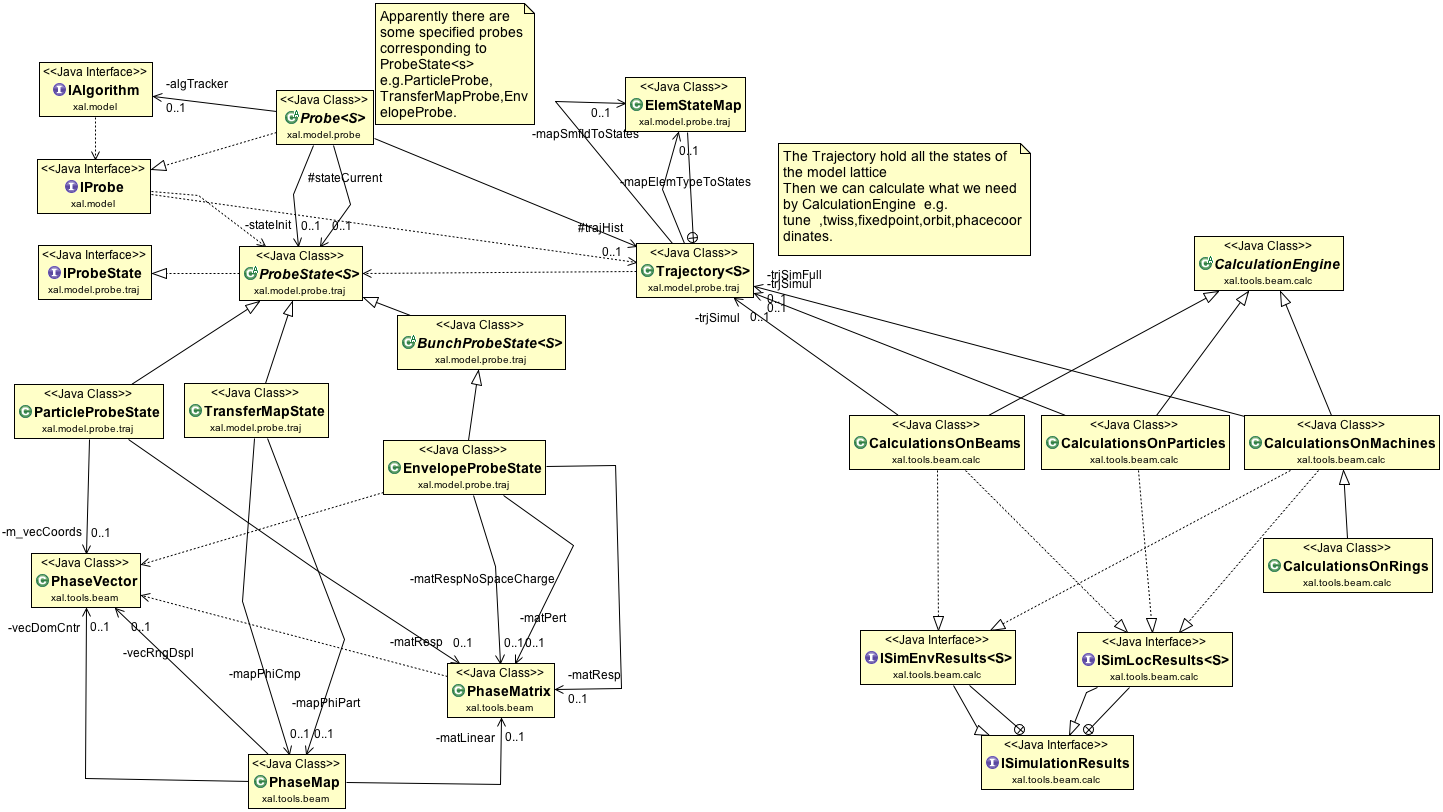 Apparently there are
some specified probes
corresponding to
ProbeState<s>
e.g.ParticleProbe,
TransferMapProbe,Env
elopeProbe.
<<Java Interface>>
IAlgorithm
xal.model
-algTracker
0..1
<<Java Class>>
Probe<S>
xal.model.probe
<<Java Class>>
ElemStateMap
xal.model.probe.traj
0..1
-mapSmfIdToStates
0..1
-mapElemTypeToStates
The Trajectory hold all the states of
the model lattice
Then we can calculate what we need
by CalculationEngine e.g.
tune ,twiss,fixedpoint,orbit,phacecoor
dinates.
<<Java Interface>>
IProbe
xal.model
#stateCurrent
-stateInit
0..1
0..1
#trajHist
0..1
<<Java Interface>>
IProbeState
xal.model.probe.traj
<<Java Class>>
ProbeState<S>
xal.model.probe.traj
<<Java Class>>
Trajectory<S>
xal.model.probe.traj
-trjSimFull
-trjSimul
0..1
0..1
-trjSimul
0..1
<<Java Class>>
CalculationEngine
xal.tools.beam.calc
<<Java Class>>
BunchProbeState<S>
xal.model.probe.traj
<<Java Class>>
ParticleProbeState
xal.model.probe.traj
<<Java Class>>
TransferMapState
xal.model.probe.traj
<<Java Class>>
EnvelopeProbeState
xal.model.probe.traj
<<Java Class>>
CalculationsOnBeams
xal.tools.beam.calc
<<Java Class>>
CalculationsOnParticles
xal.tools.beam.calc
<<Java Class>>
CalculationsOnMachines
xal.tools.beam.calc
-m_vecCoords
0..1
<<Java Class>>
PhaseVector
xal.tools.beam
-matRespNoSpaceCharge
-matPert
0..1
0..1
<<Java Class>>
CalculationsOnRings
xal.tools.beam.calc
-vecDomCntr
0..1
0..1
-vecRngDspl
-matResp
0..1
-mapPhiCmp
-mapPhiPart
0..1
0..1
<<Java Class>>
PhaseMatrix
xal.tools.beam
-matResp
0..1
-matLinear
0..1
<<Java Interface>>
ISimEnvResults<S>
xal.tools.beam.calc
<<Java Interface>>
ISimLocResults<S>
xal.tools.beam.calc
<<Java Class>>
PhaseMap
xal.tools.beam
<<Java Interface>>
ISimulationResults
xal.tools.beam.calc